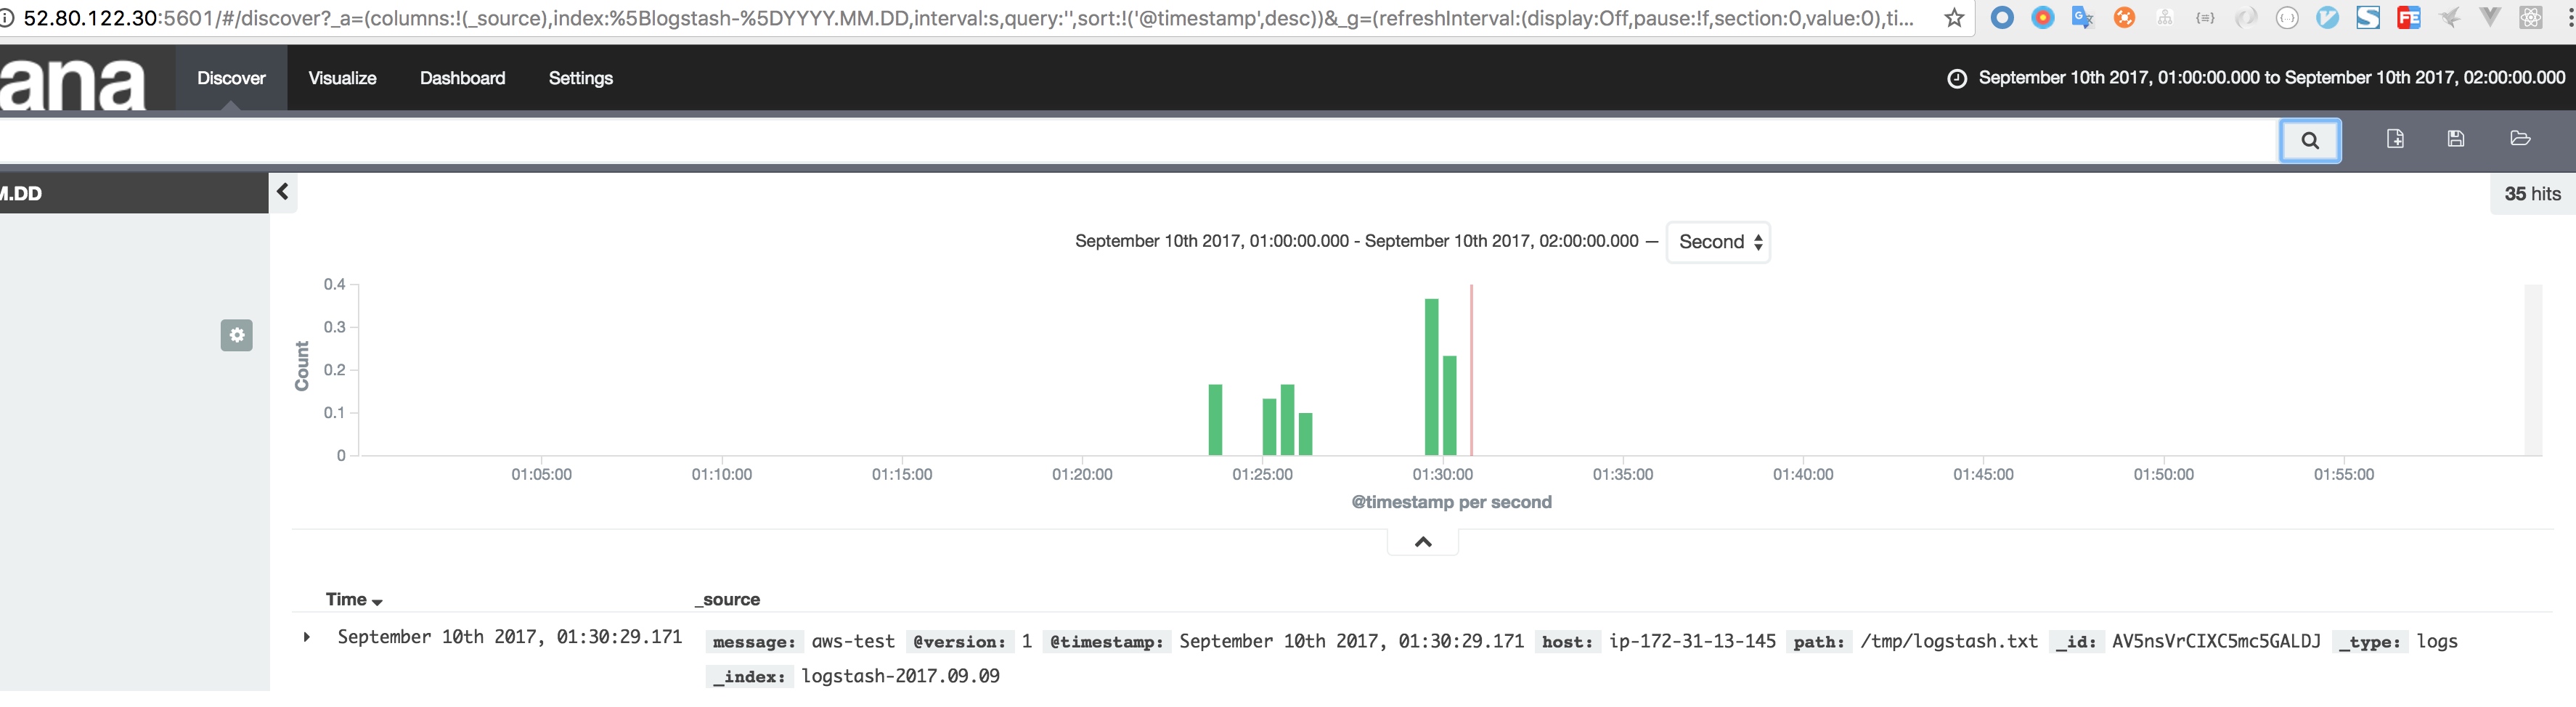 52.80.122.30:5601/#/discover?_a=(columns:!(_source),index:%5Blogstash-%5DYYYY.MM.DD,interval:s,query:'',sort:!('@timestamp',desc))&_g=(refreshInterval:(display:Off,pause:!f,section:0,value:0),ti...
ana Discover Visualize Dashboard Settings September 10th 2017, 01:00:00.000 to September 10th 2017, 02:00:00.000
M.DD
35 hits
September 10th 2017, 01:00:00.000 - September 10th 2017, 02:00:00.000 — Second
0.4
0.3
0.2
0.1
0
Count
01:05:00 01:10:00 01:15:00 01:20:00 01:25:00 01:30:00 01:35:00 01:40:00 01:45:00 01:50:00 01:55:00
@timestamp per second
Time _source
September 10th 2017, 01:30:29.171 message: aws-test @version: 1 @timestamp: September 10th 2017, 01:30:29.171 host: ip-172-31-13-145 path: /tmp/logstash.txt _id: AV5nsVrCIXC5mc5GALDJ _type: logs
_index: logstash-2017.09.09